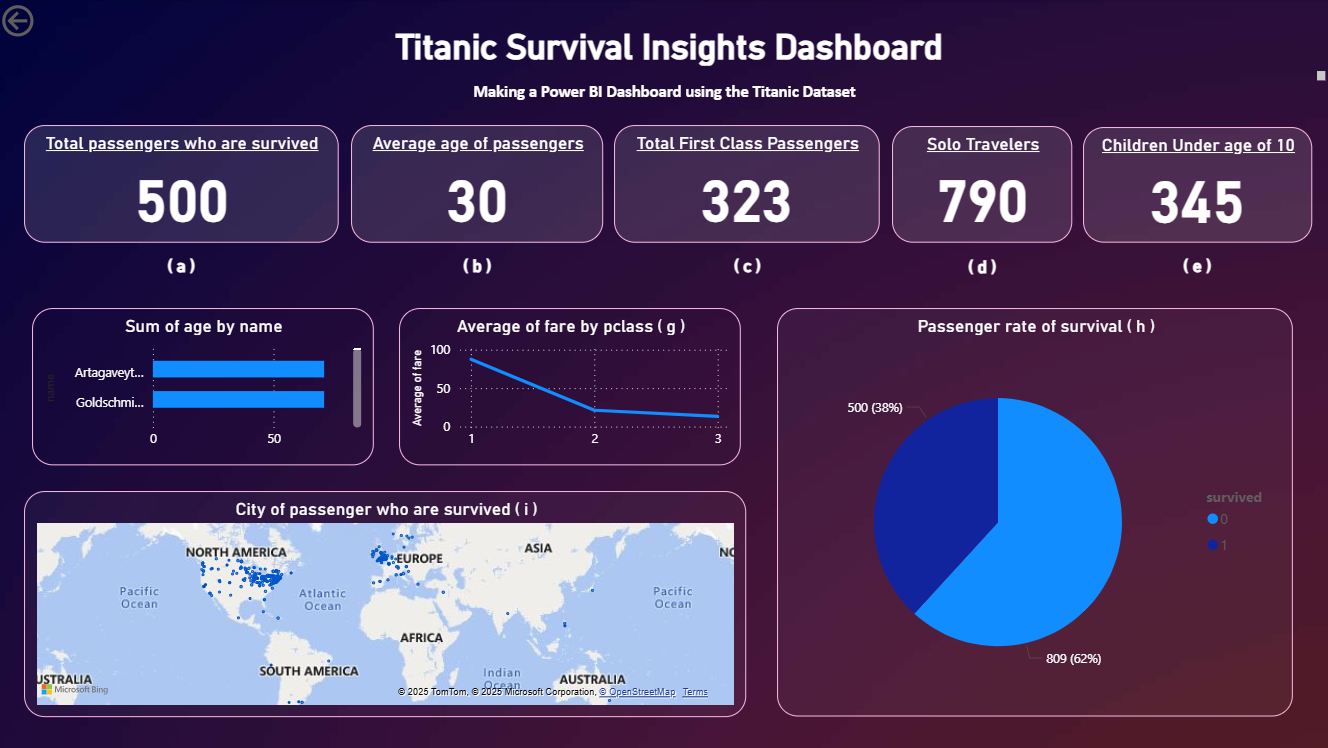 Titanic Survival Insights Dashboard
Making a Power BI Dashboard using the Titanic Dataset
Total passengers who are survived
500
( a )
Average age of passengers
30
( b )
Total First Class Passengers
323
( c )
Solo Travelers
790
( d )
Children Under age of 10
345
( e )
Sum of age by name
name
Artagaveyt...
Goldschmi...
0 50
Average of fare by pclass ( g )
Average of fare
100
50
0
1 2 3
Passenger rate of survival ( h )
500 (38%)
809 (62%)
survived
0
1
City of passenger who are survived ( i )
NORTH AMERICA
EUROPE
ASIA
NO
Pacific
Ocean
Atlantic
Ocean
Pacific
Ocean
AFRICA
SOUTH AMERICA
Indian
Ocean
USTRALIA
AUSTRALIA
Microsoft Bing
© 2025 TomTom, © 2025 Microsoft Corporation, © OpenStreetMap Terms